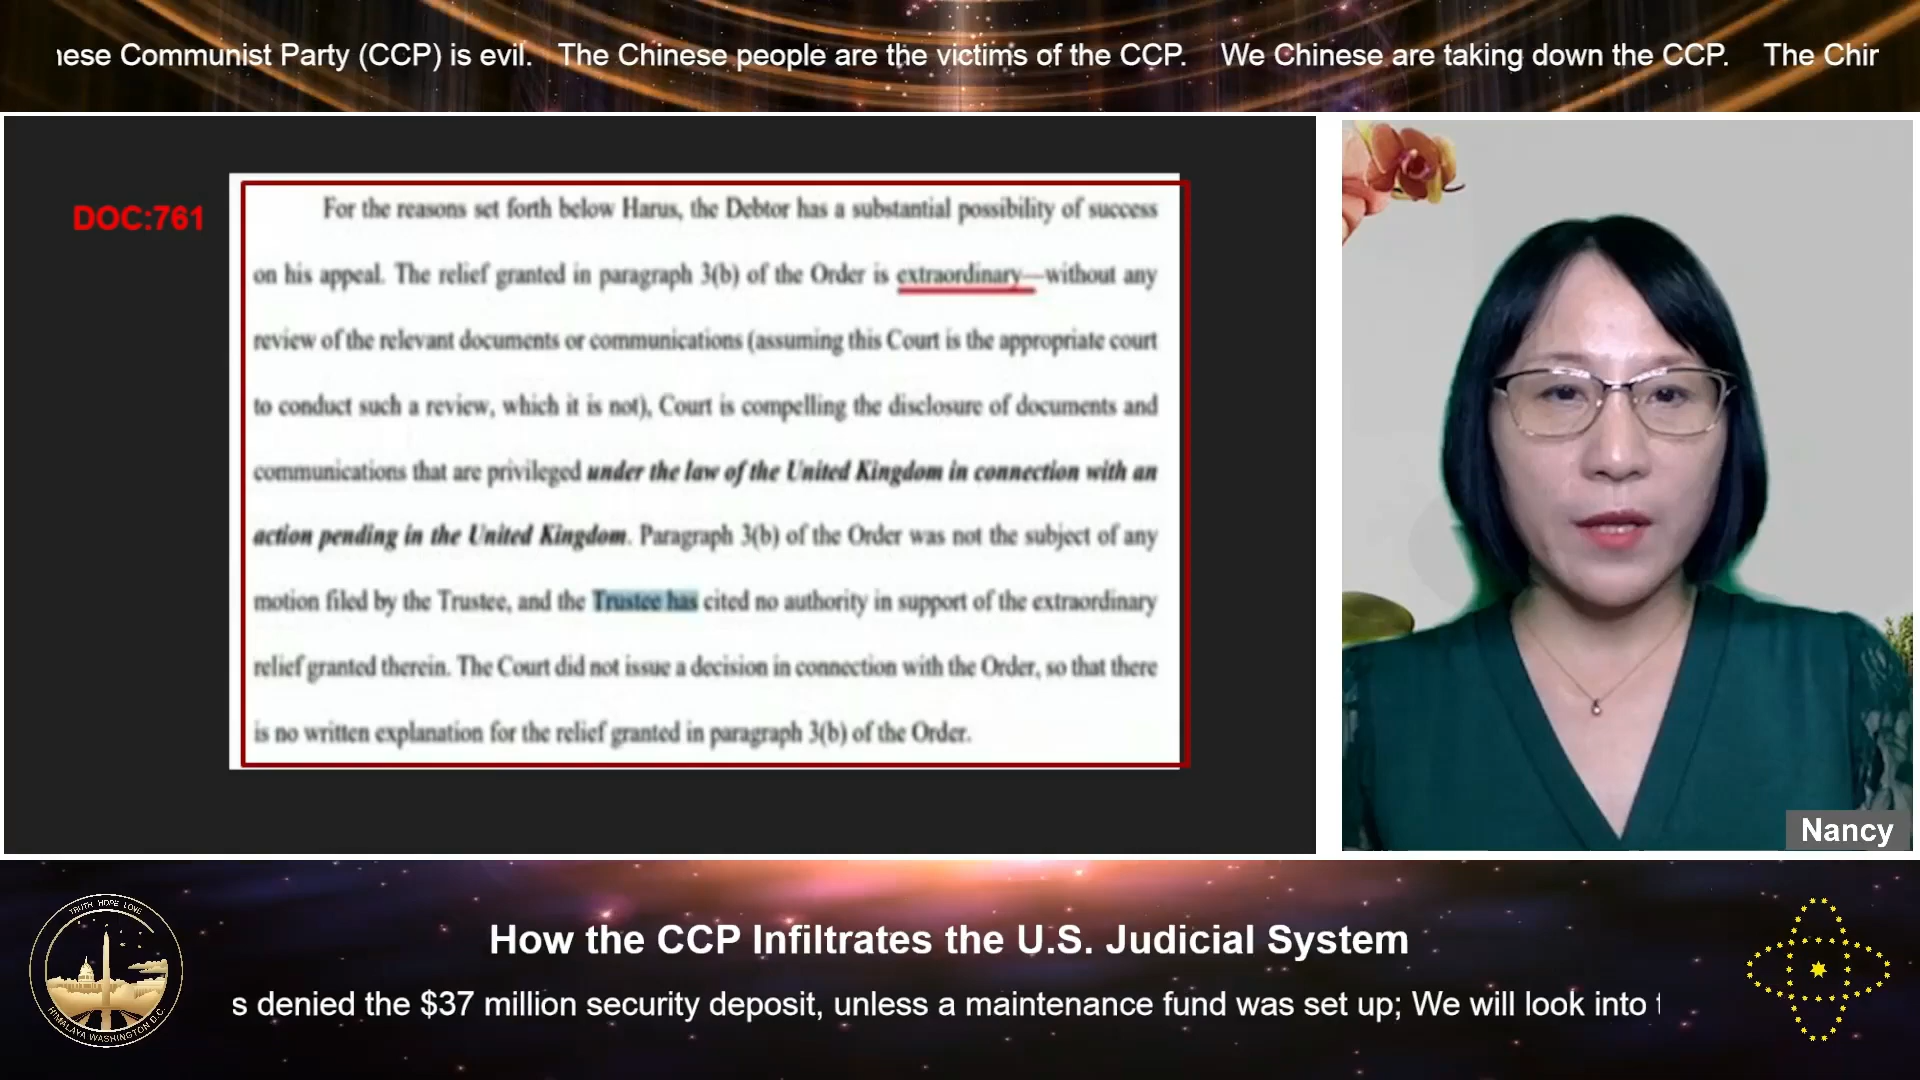 nese Communist Party (CCP) is evil. The Chinese people are the victims of the CCP. We Chinese are taking down the CCP. The Chir
DOC:761
For the reasons set forth below Harus, the Debtor has a substantial possibility of success
on his appeal. The relief granted in paragraph 3(b) of the Order is extraordinary—without any
review of the relevant documents or communications (assuming this Court is the appropriate court
to conduct such a review, which it is not), Court is compelling the disclosure of documents and
communications that are privileged under the law of the United Kingdom in connection with an
action pending in the United Kingdom. Paragraph 3(b) of the Order was not the subject of any
motion filed by the Trustee, and the Trustee has cited no authority in support of the extraordinary
relief granted therein. The Court did not issue a decision in connection with the Order, so that there
is no written explanation for the relief granted in paragraph 3(b) of the Order.
Nancy
TRUTH HOPE LOVE
HIMALAYA WASHINGTON D.C.
How the CCP Infiltrates the U.S. Judicial System
s denied the $37 million security deposit, unless a maintenance fund was set up; We will look into